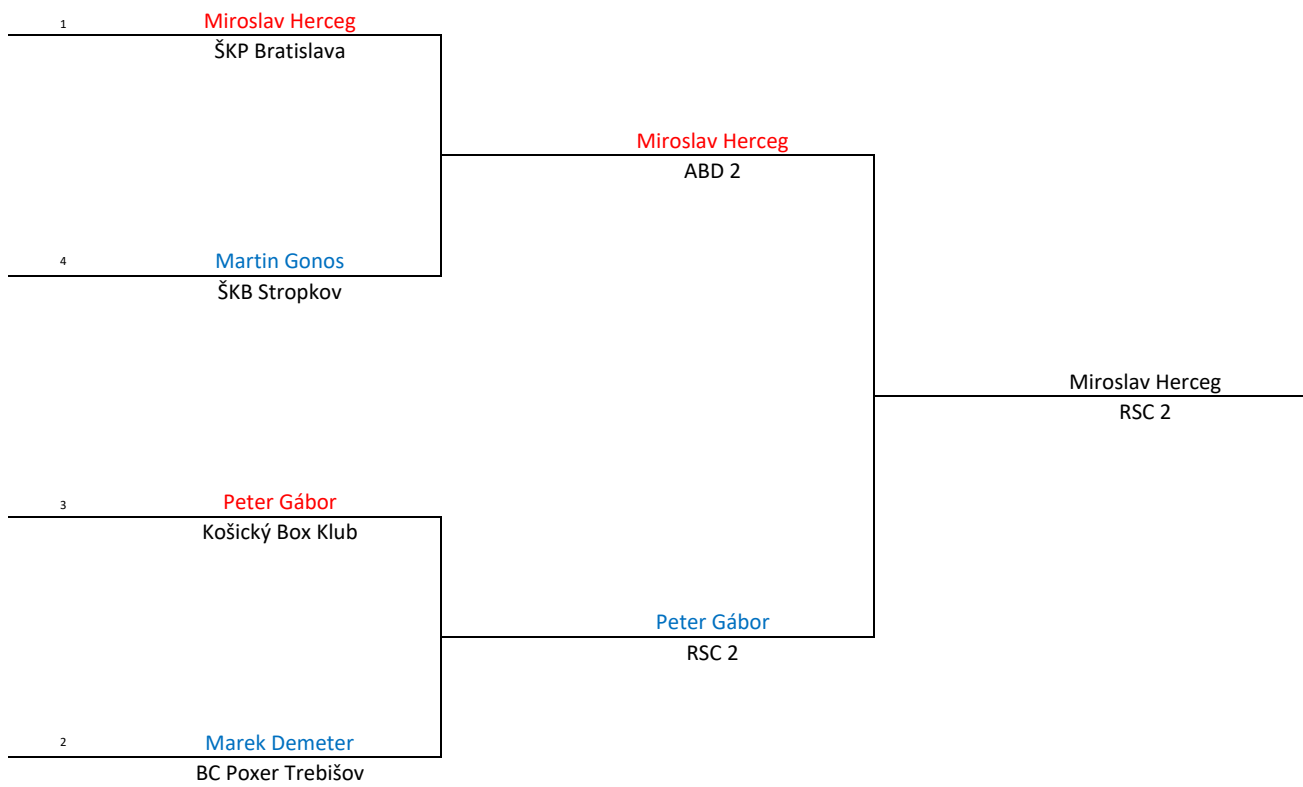 1 Miroslav Herceg
ŠKP Bratislava
Miroslav Herceg
ABD 2
4 Martin Gonos
ŠKB Stropkov
Miroslav Herceg
RSC 2
3 Peter Gábor
Košický Box Klub
Peter Gábor
RSC 2
2 Marek Demeter
BC Poxer Trebišov